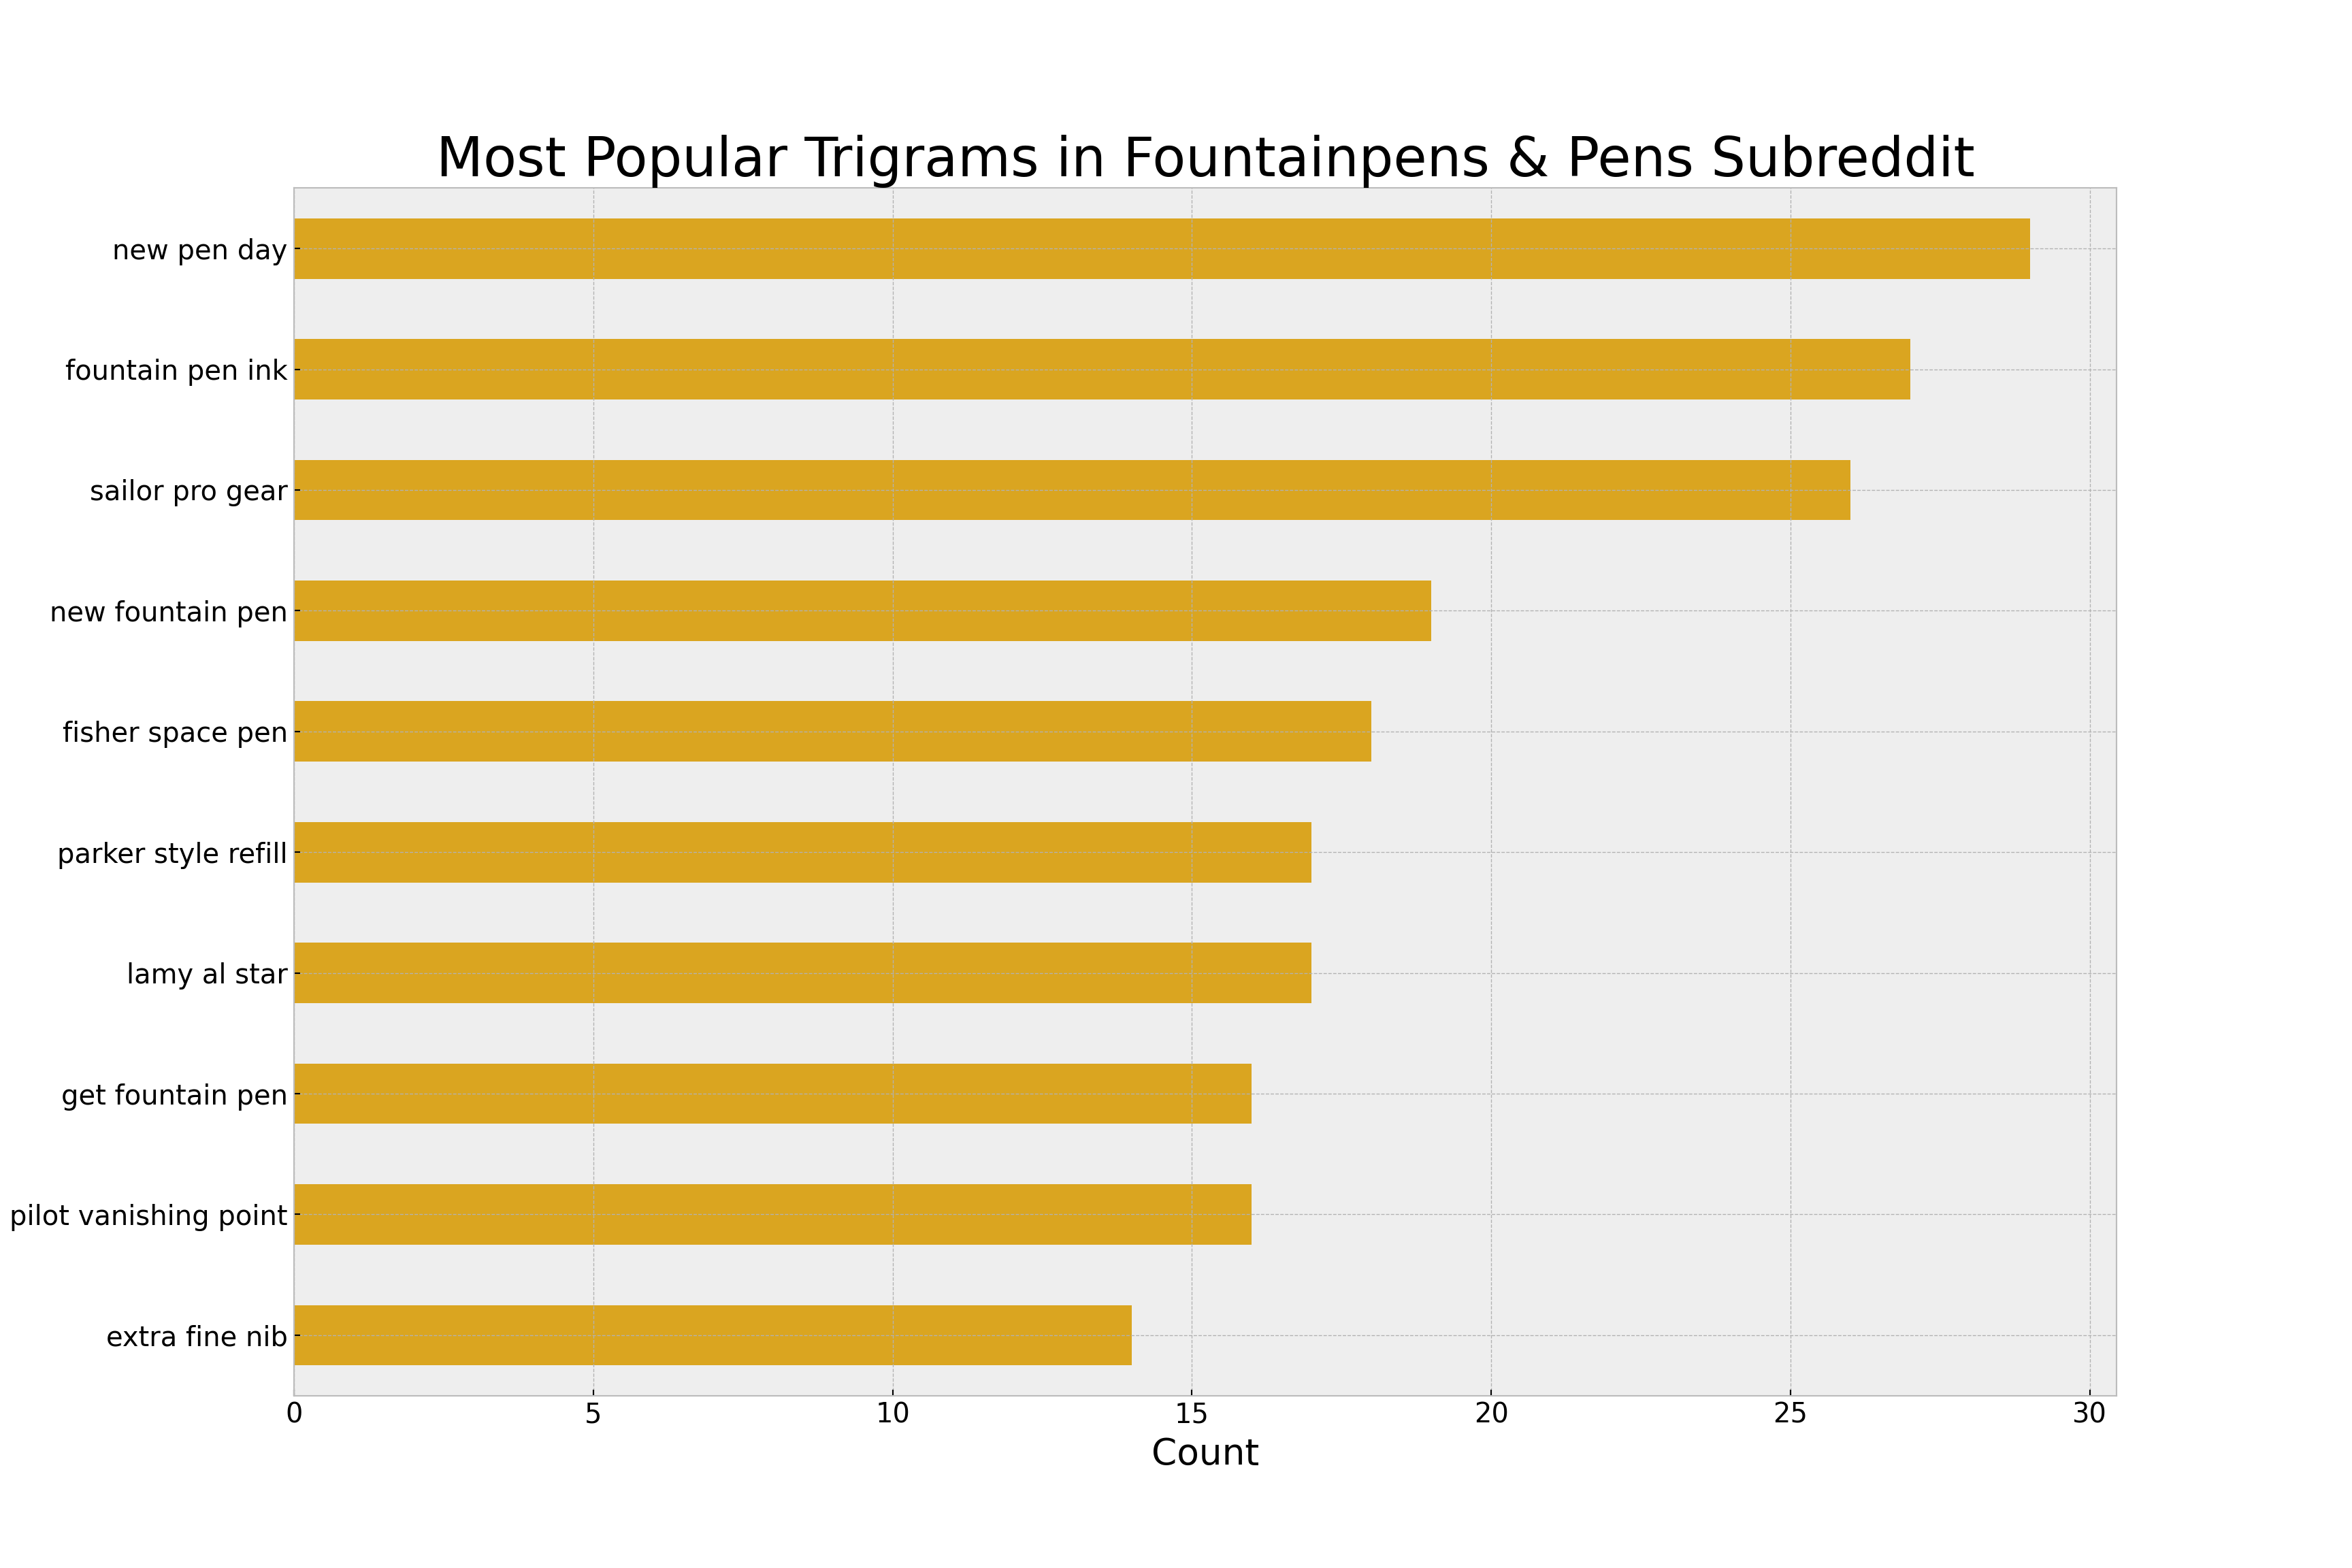 Most Popular Trigrams in Fountainpens & Pens Subreddit
new pen day
fountain pen ink
sailor pro gear
new fountain pen
fisher space pen
parker style refill
lamy al star
get fountain pen
pilot vanishing point
extra fine nib
0 5 10 15 20 25 30
Count